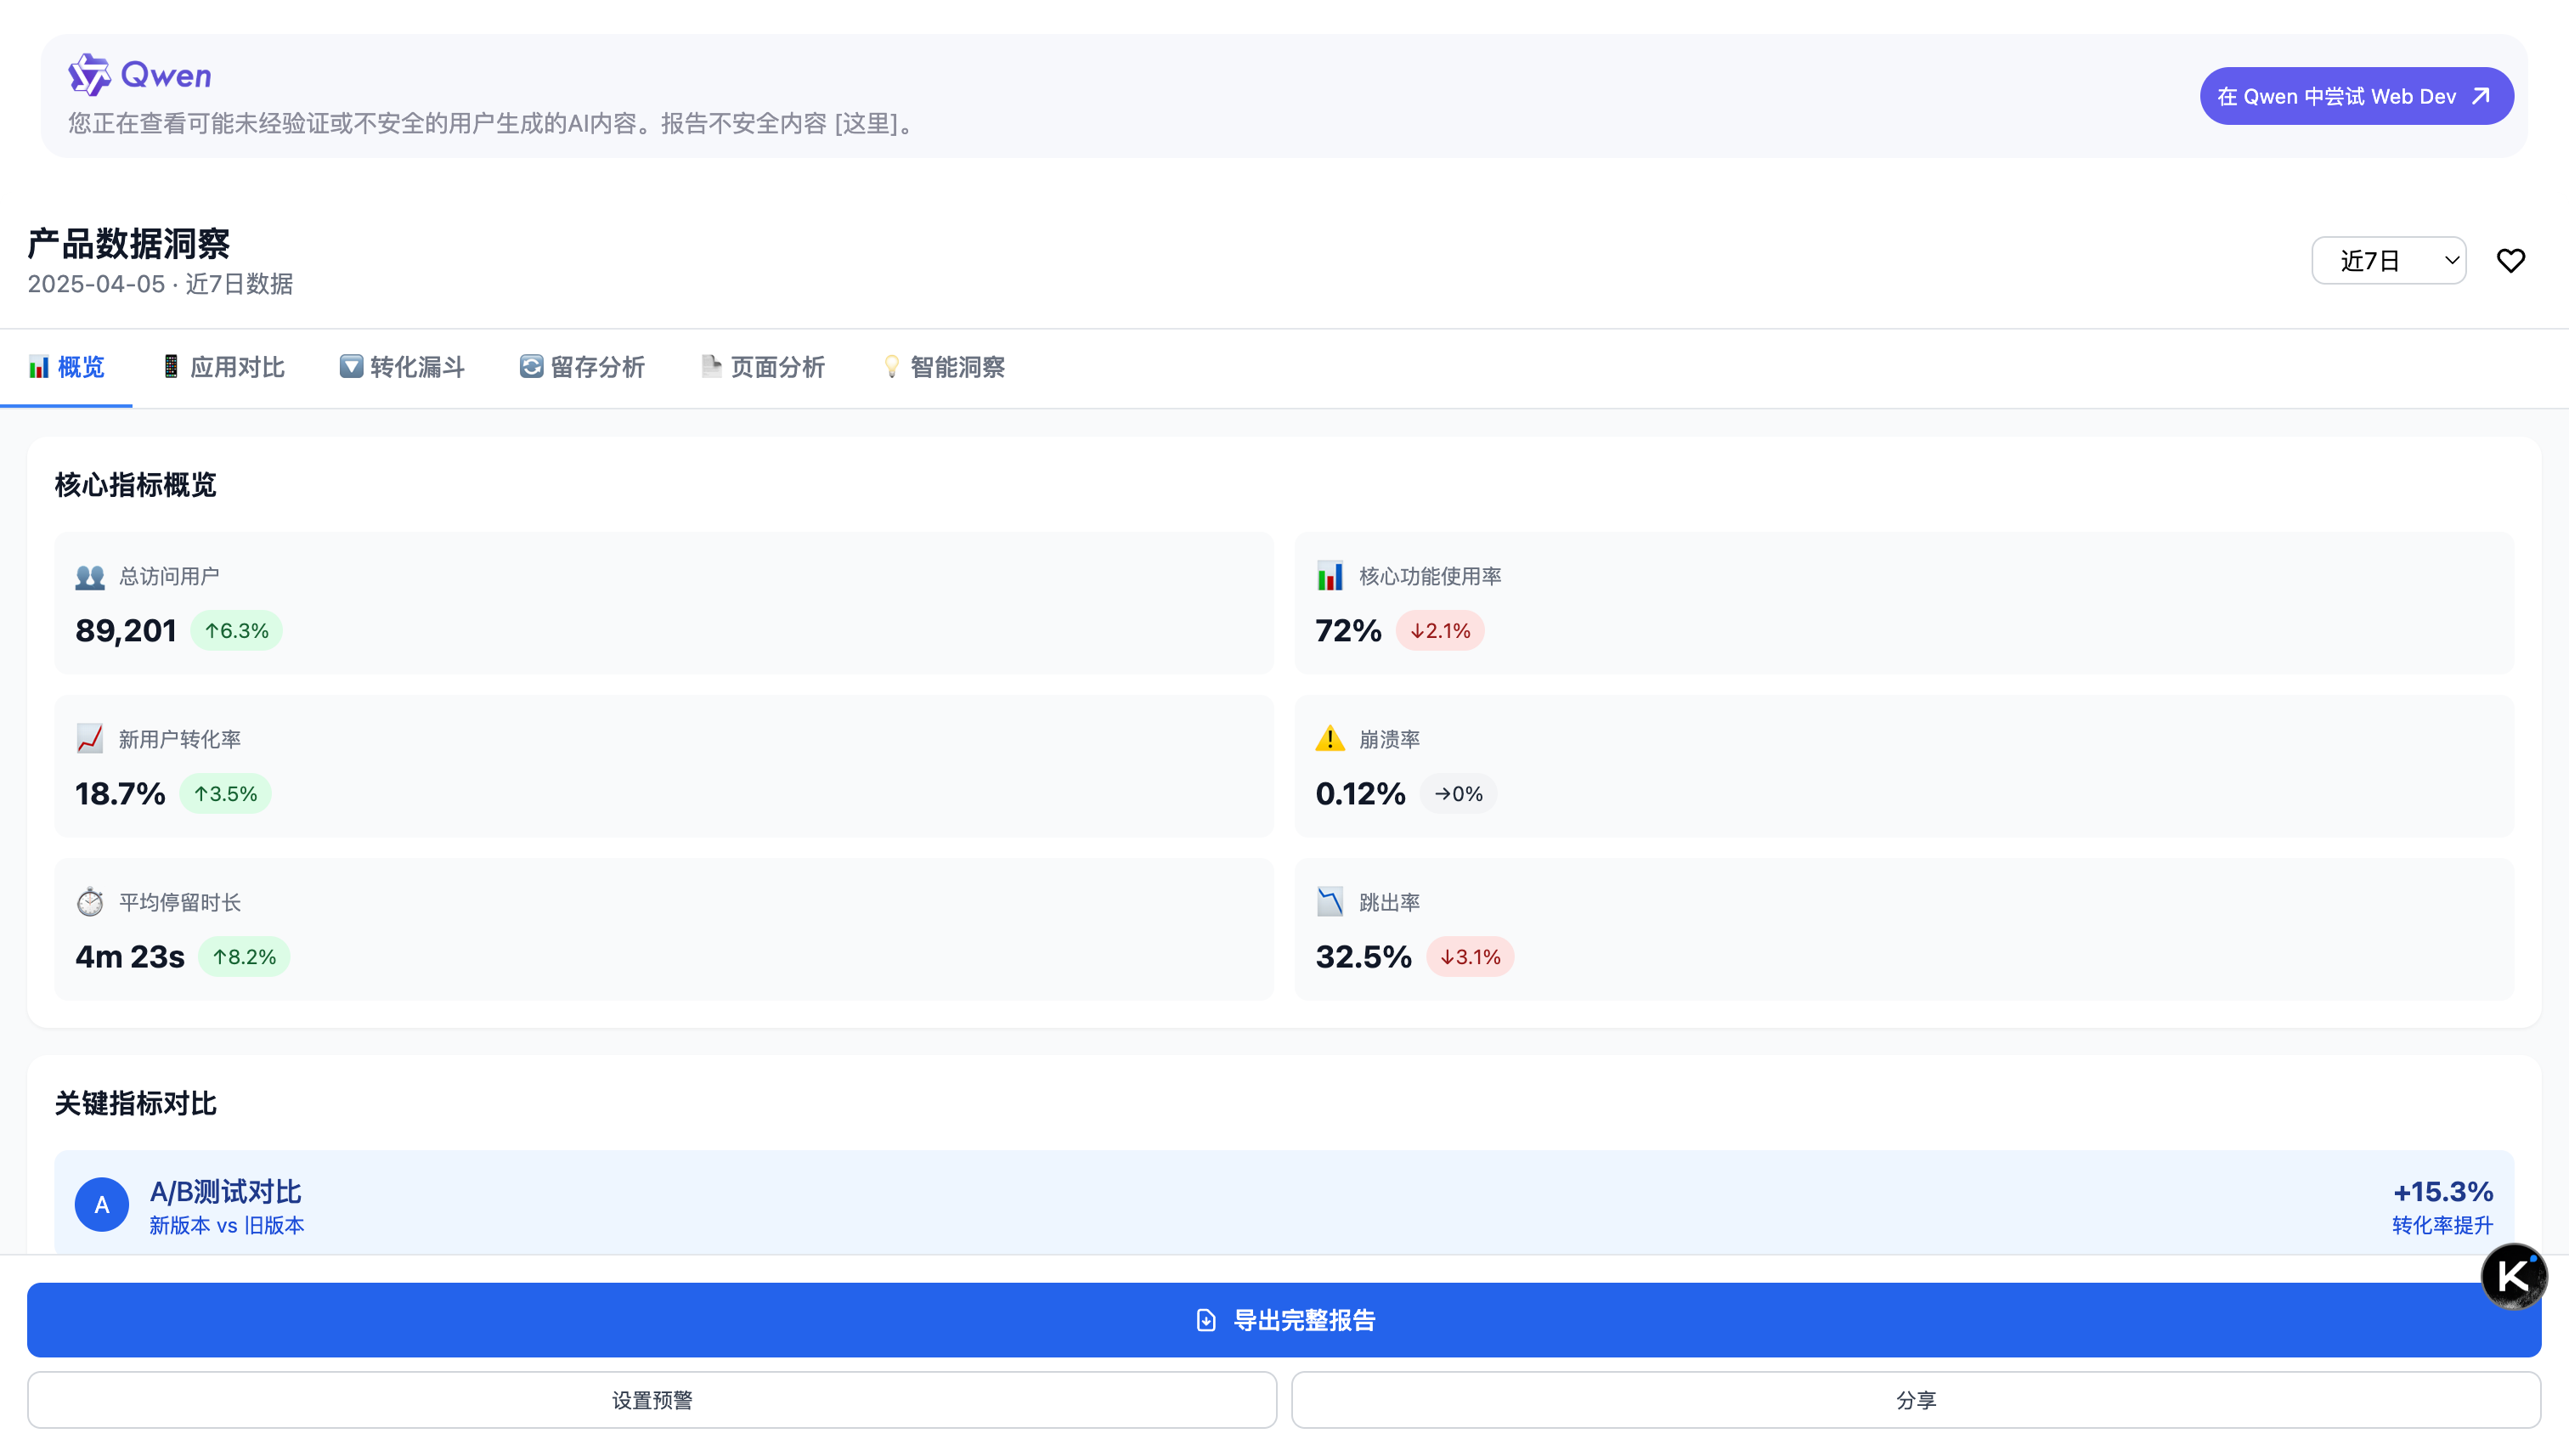 Qwen
您正在查看可能未经验证或不安全的用户生成的AI内容。报告不安全内容 [这里]。
在 Qwen 中尝试 Web Dev
产品数据洞察
2025-04-05 · 近7日数据
近7日
概览
应用对比
转化漏斗
留存分析
页面分析
智能洞察
核心指标概览
总访问用户
89,201 ↑6.3%
核心功能使用率
72% ↓2.1%
新用户转化率
18.7% ↑3.5%
崩溃率
0.12% →0%
平均停留时长
4m 23s ↑8.2%
跳出率
32.5% ↓3.1%
关键指标对比
A
A/B测试对比
新版本 vs 旧版本
+15.3%
转化率提升
K
导出完整报告
设置预警
分享